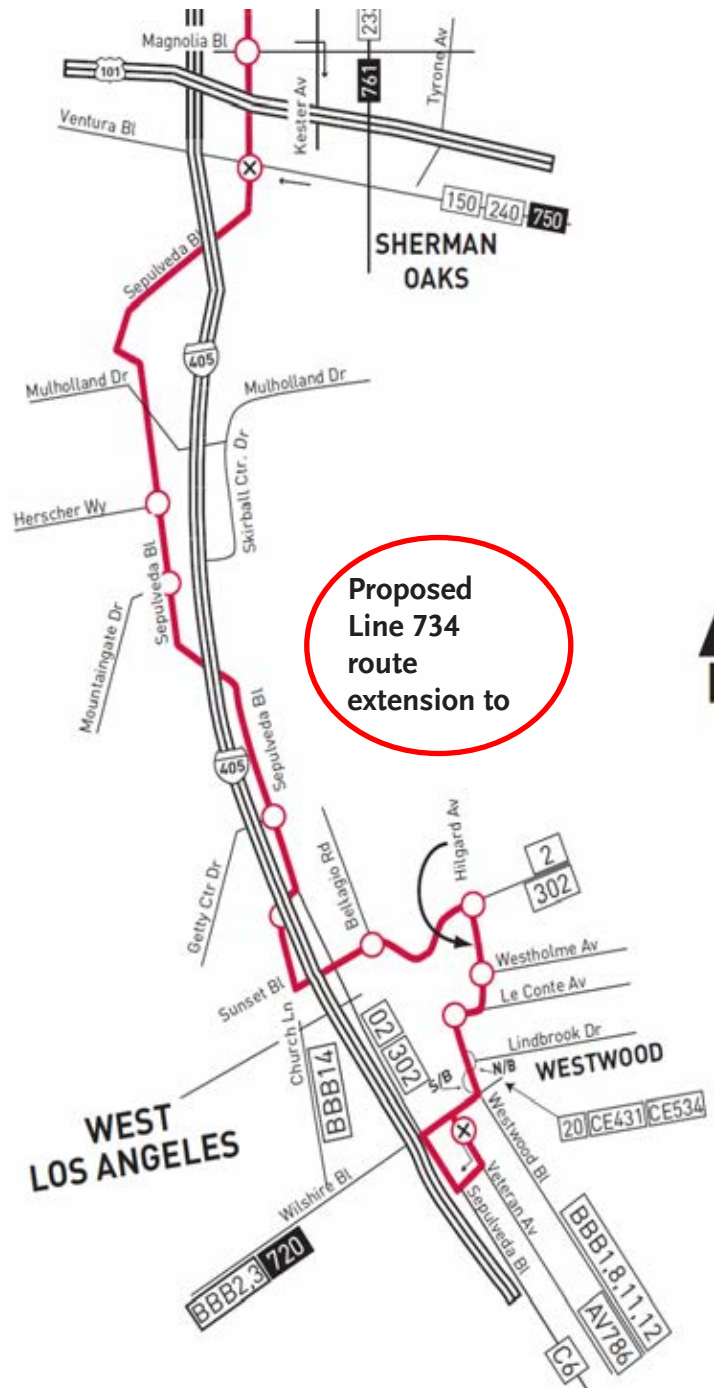 233
Magnolia Bl
101
761
Tyrone Av
Kester Av
Ventura Bl
150 240 750
SHERMAN
OAKS
Sepulveda Bl
405
Mulholland Dr
Mulholland Dr
Skirball Ctr. Dr
Herscher Wy
Sepulveda Bl
Mountaingate Dr
Proposed
Line 734
route
extension to
Sepulveda Bl
405
Getty Ctr Dr
Bellagio Rd
Hilgard Av
2
302
Westholme Av
Le Conte Av
Sunset Bl
Church Ln
02 302
Lindbrook Dr
S/B
N/B
WESTWOOD
BBB14
20 CE431 CE534
WEST
LOS ANGELES
Westwood Bl
Wilshire Bl
Veteran Av
Sepulveda Bl
BBB2,3 720
BBB1,8,11,12
AV786
C6